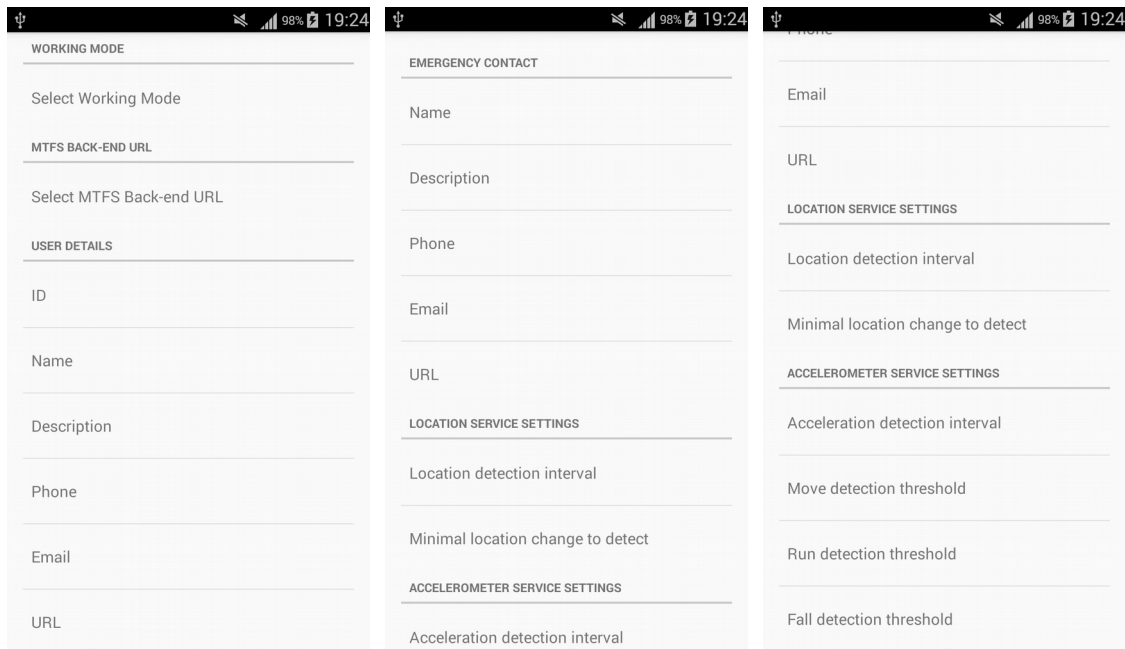 98% 19:24
WORKING MODE
Select Working Mode
MTFS BACK-END URL
Select MTFS Back-end URL
USER DETAILS
ID
Name
Description
Phone
Email
URL
98% 19:24
EMERGENCY CONTACT
Name
Description
Phone
Email
URL
LOCATION SERVICE SETTINGS
Location detection interval
Minimal location change to detect
ACCELEROMETER SERVICE SETTINGS
Acceleration detection interval
98% 19:24
Phone
Email
URL
LOCATION SERVICE SETTINGS
Location detection interval
Minimal location change to detect
ACCELEROMETER SERVICE SETTINGS
Acceleration detection interval
Move detection threshold
Run detection threshold
Fall detection threshold